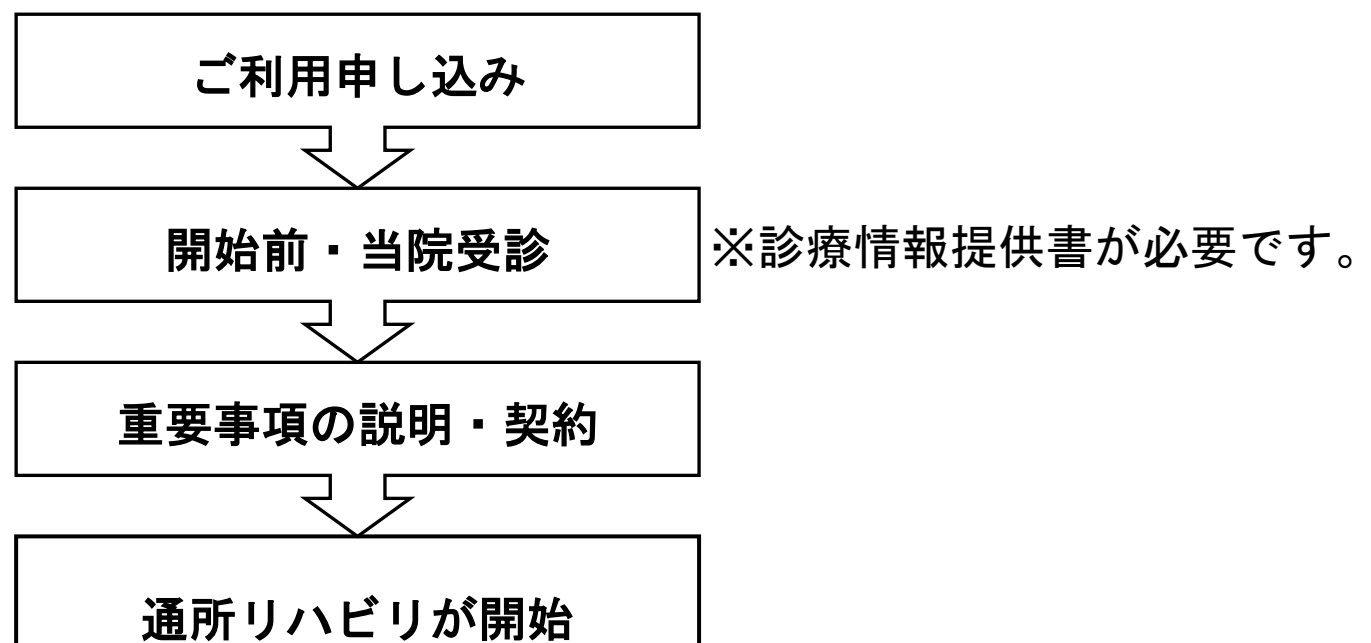 ご利用申し込み
開始前・当院受診
※診療情報提供書が必要です。
重要事項の説明・契約
通所リハビリが開始